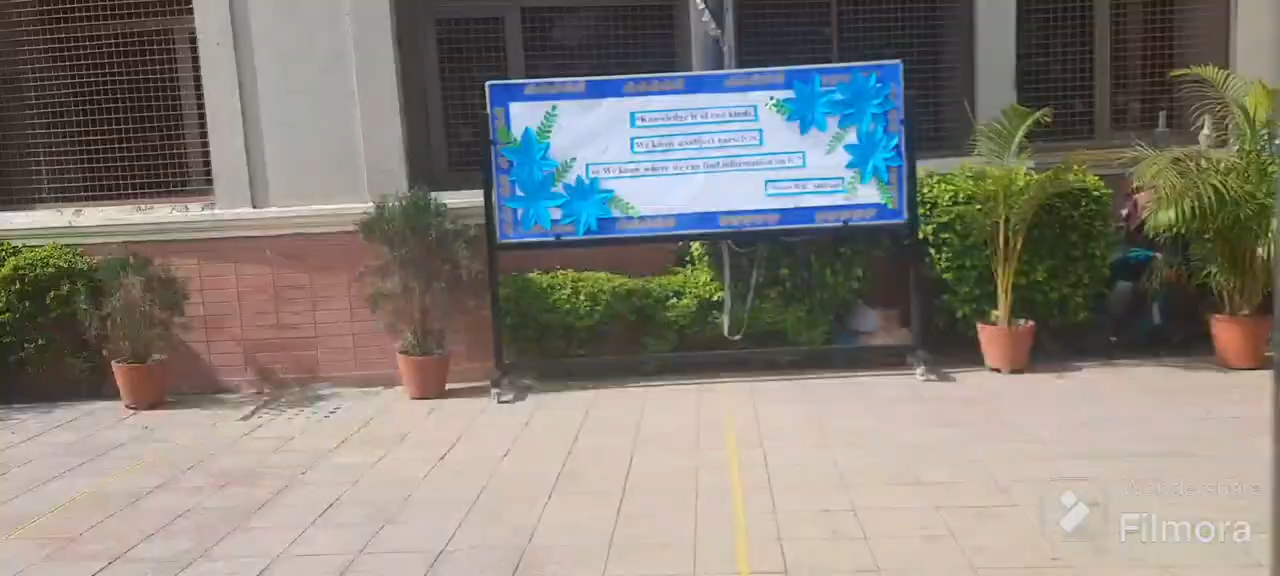 "Knowledge is of two kinds.
We know a subject ourselves,
or We know where we can find information on it."
Wondershare
Filmora